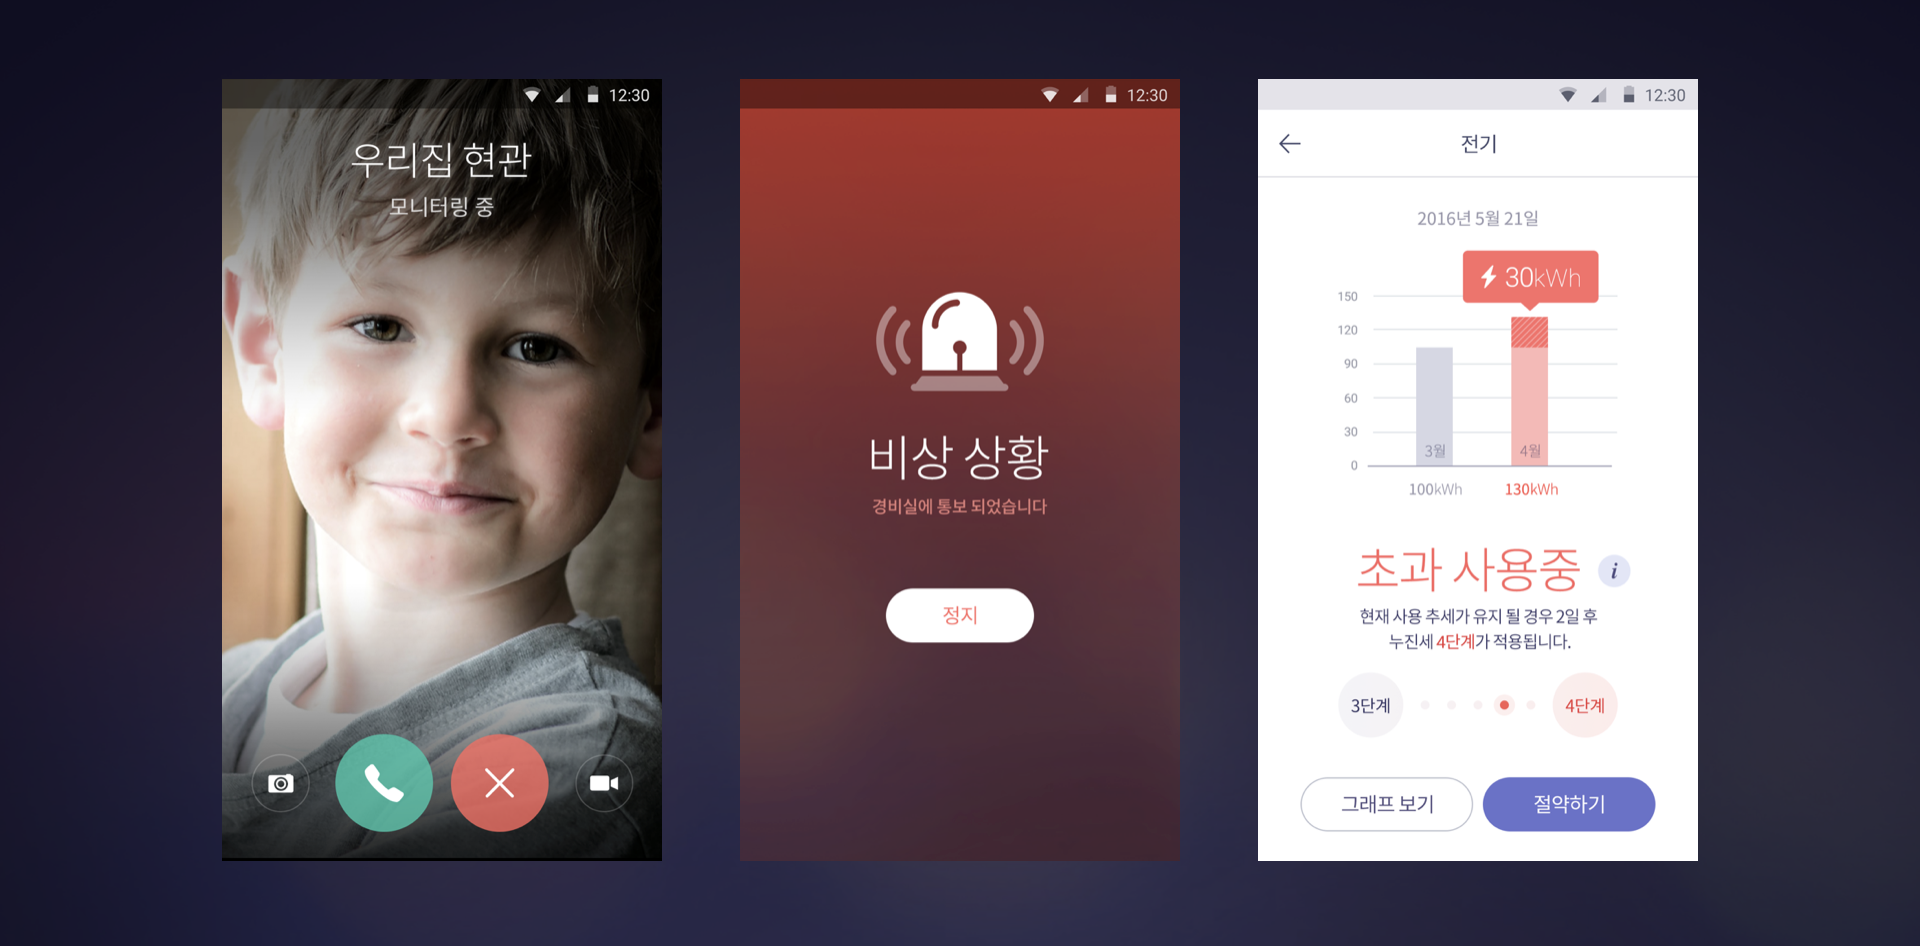 12:30
우리집 현관
모니터링 중
12:30
비상 상황
경비실에 통보 되었습니다
정지
12:30
전기
2016년 5월 21일
30kWh
150
120
90
60
30
0
3월
4월
100kWh
130kWh
초과 사용중
i
현재 사용 추세가 유지 될 경우 2일 후
누진세 4단계가 적용됩니다.
3단계
4단계
그래프 보기
절약하기